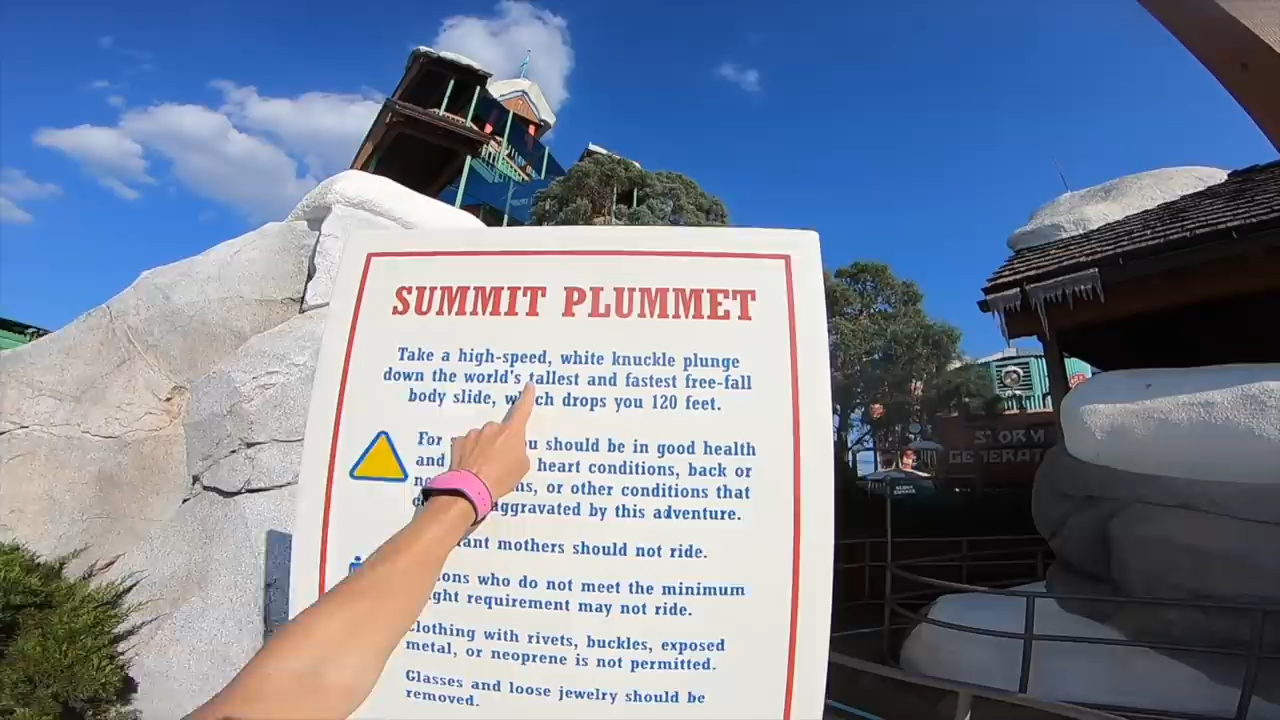 SUMMIT PLUMMET
Take a high-speed, white knuckle plunge
down the world's tallest and fastest free-fall
body slide, which drops you 120 feet.
For should be in good health
and heart conditions, back or
or other conditions that
aggravated by this adventure.
mothers should not ride.
who do not meet the minimum
requirement may not ride.
Clothing with rivets, buckles, exposed
metal, or neoprene is not permitted.
Glasses and loose jewelry should be
removed.
STORM